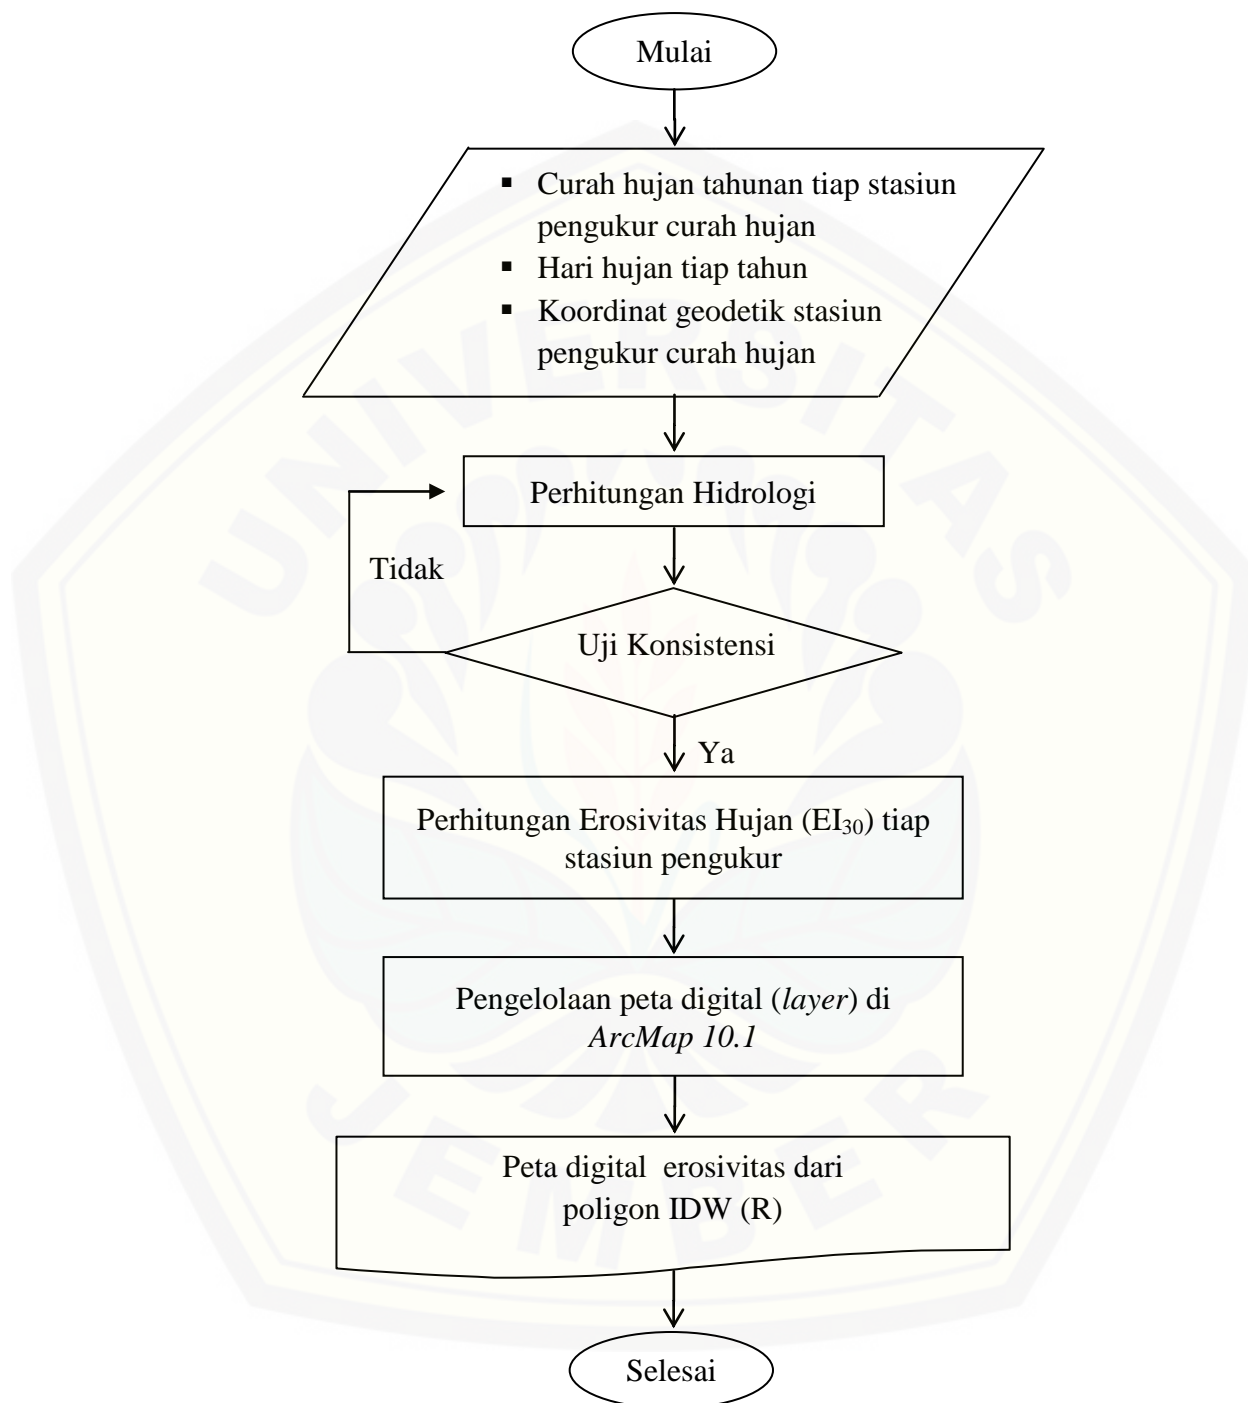 Mulai
▪ Curah hujan tahunan tiap stasiun
pengukur curah hujan
▪ Hari hujan tiap tahun
▪ Koordinat geodetik stasiun
pengukur curah hujan
Perhitungan Hidrologi
Tidak
Uji Konsistensi
Ya
Perhitungan Erosivitas Hujan (EI₃₀) tiap
stasiun pengukur
Pengelolaan peta digital (layer) di
ArcMap 10.1
Peta digital erosivitas dari
poligon IDW (R)
Selesai
UNIVERSITAS
JEMBER